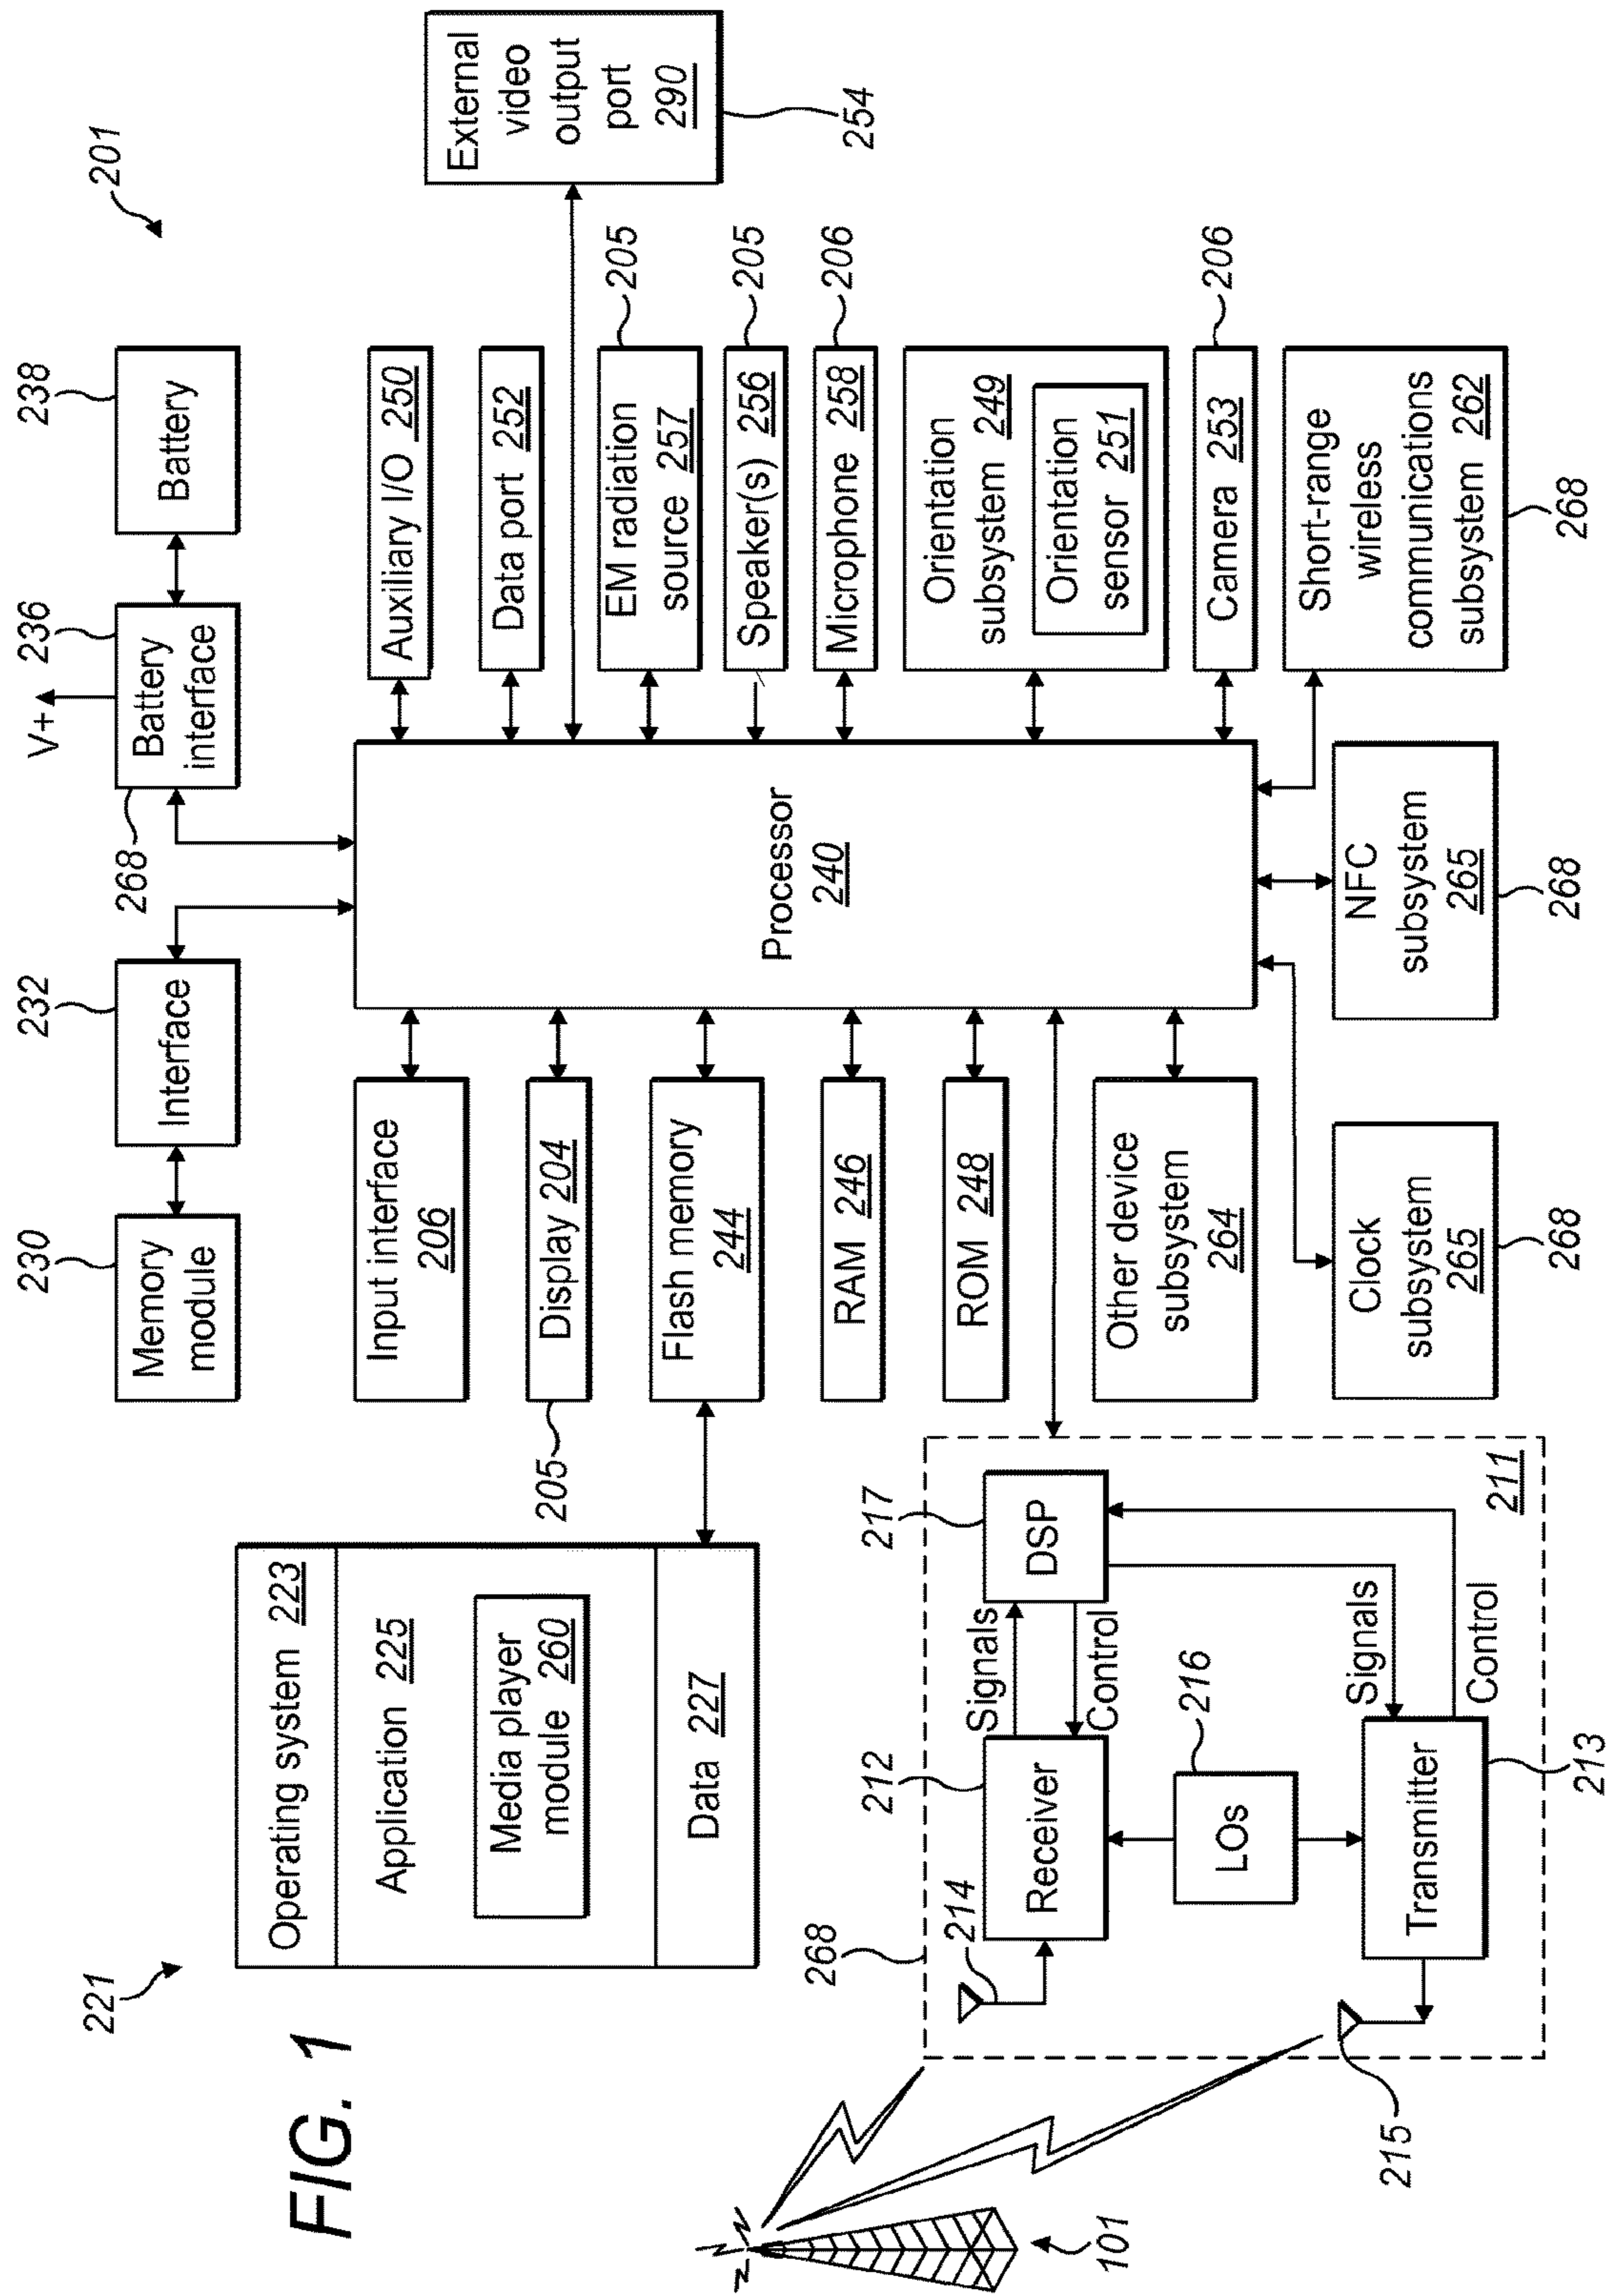 201
230
232
236
238
V+
Memory
module
Interface
268
Battery
interface
Battery
External
video
output
port
290
254
221
Operating system 223
Application 225
Media player
module 260
Data 227
Input interface
206
Display 204
205
Flash memory
244
RAM 246
ROM 248
Other device
subsystem
264
Processor
240
Auxiliary I/O 250
Data port 252
EM radiation
source 257
205
Speaker(s) 256
205
Microphone 258
206
Orientation
subsystem 249
Orientation
sensor 251
Camera 253
206
Short-range
wireless
communications
subsystem 262
268
NFC
subsystem
265
268
Clock
subsystem
265
268
268
214
212
Receiver
Signals
Control
217
DSP
216
LOs
Signals
Control
Transmitter
213
215
211
101
FIG. 1